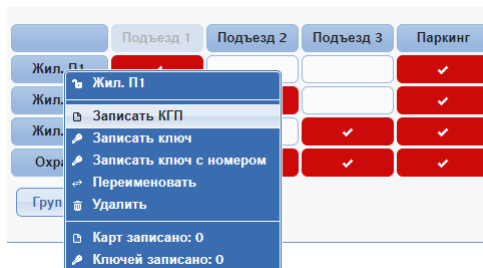 Подъезд 1 Подъезд 2 Подъезд 3 Паркинг
Жил. П1
Жил. П1
Жил.
Записать КГП
Жил.
Записать ключ
Охра
Записать ключ с номером
Переименовать
Груп
Удалить
Карт записано: 0
Ключей записано: 0